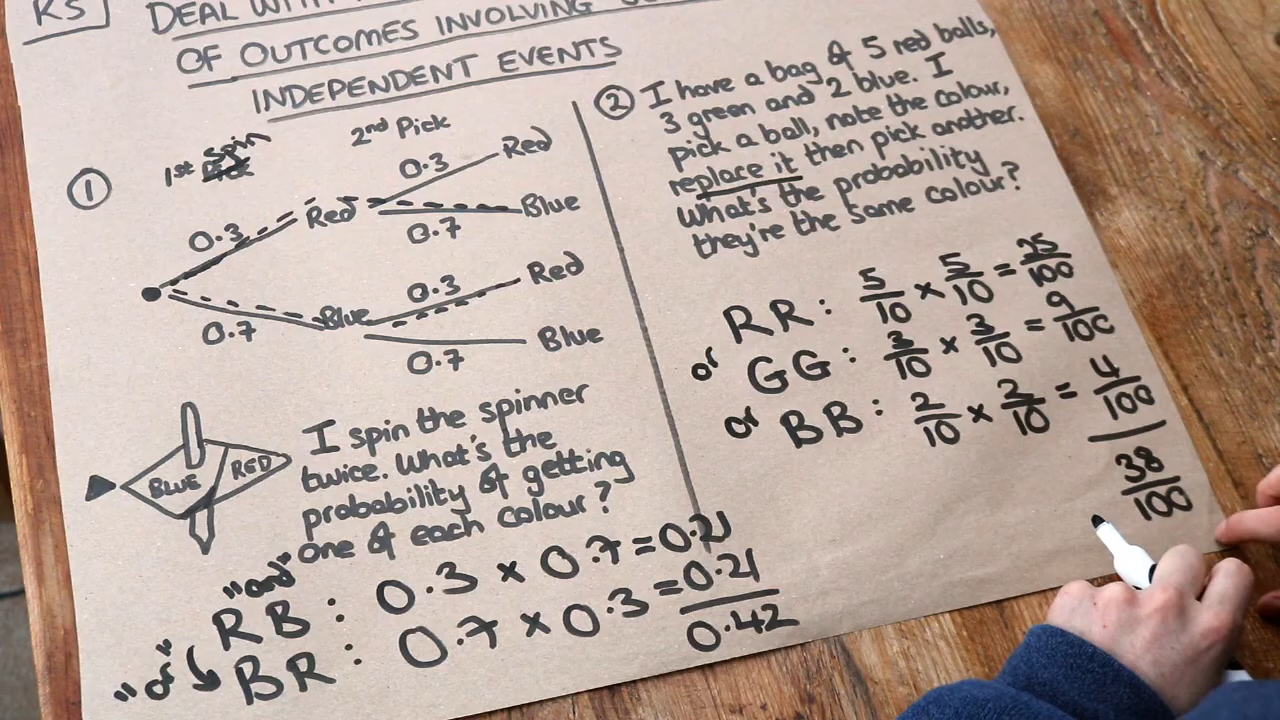 K5
DEAL WITH
OF OUTCOMES INVOLVING
INDEPENDENT EVENTS
①
1st Spin
2nd Pick
0.3
Red
0.3
Red
0.7
Blue
0.7
Blue
0.3
Red
0.7
Blue
BLUE
RED
I spin the spinner
twice. What's the
probability of getting
one of each colour?
"and"
RB: 0.3 × 0.7 = 0.21
"or"
BR: 0.7 × 0.3 = 0.21
0.42
② I have a bag of 5 red balls,
3 green and 2 blue. I
pick a ball, note the colour,
replace it then pick another.
What's the probability
they're the same colour?
RR: 5/10 × 5/10 = 25/100
or GG: 3/10 × 3/10 = 9/100
or BB: 2/10 × 2/10 = 4/100
38/100